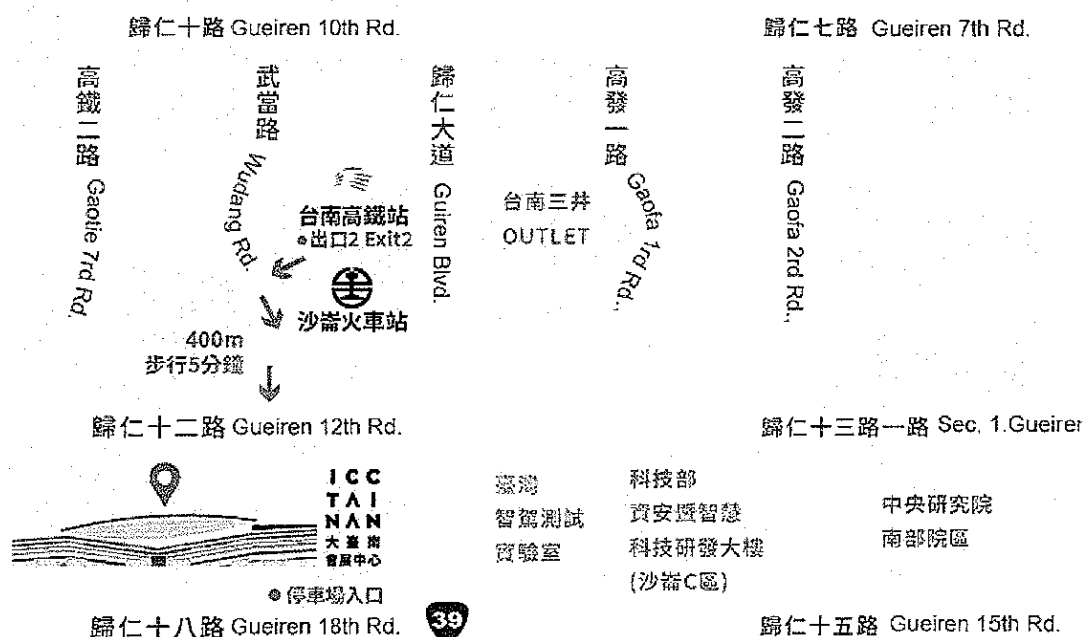 歸仁十路 Gueiren 10th Rd.
歸仁七路 Gueiren 7th Rd.
高鐵二路 Gaotie 7rd Rd.
武當路 Wudang Rd.
歸仁大道 Guiren Blvd.
高發一路 Gaofa 1rd Rd.,
高發二路 Gaofa 2rd Rd.,
台南高鐵站
出口2 Exit2
沙崙火車站
台南三井
OUTLET
400m
步行5分鐘
歸仁十二路 Gueiren 12th Rd.
歸仁十三路一路 Sec, 1.Gueirer
ICC
TAI
NAN
大臺南
會展中心
停車場入口
臺灣
智駕測試
實驗室
科技部
資安暨智慧
科技研發大樓
(沙崙C區)
中央研究院
南部院區
歸仁十八路 Gueiren 18th Rd.
39
歸仁十五路 Gueiren 15th Rd.